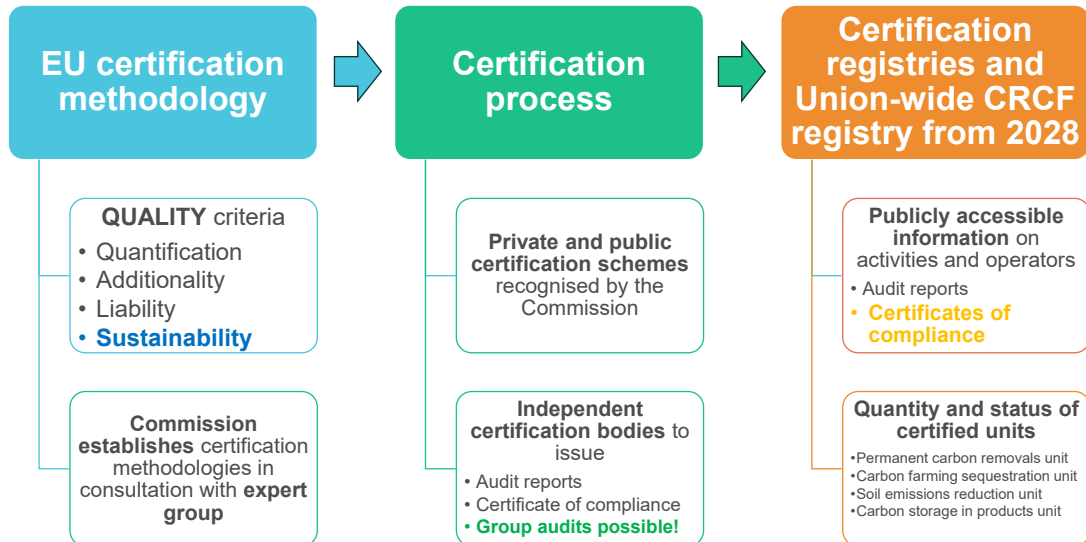 EU certification
methodology
Certification
process
Certification
registries and
Union-wide CRCF
registry from 2028
QUALITY criteria
• Quantification
• Additionality
• Liability
• Sustainability
Commission
establishes certification
methodologies in
consultation with expert
group
Private and public
certification schemes
recognised by the
Commission
Independent
certification bodies to
issue
• Audit reports
• Certificate of compliance
• Group audits possible!
Publicly accessible
information on
activities and operators
• Audit reports
• Certificates of
compliance
Quantity and status of
certified units
•Permanent carbon removals unit
•Carbon farming sequestration unit
•Soil emissions reduction unit
•Carbon storage in products unit